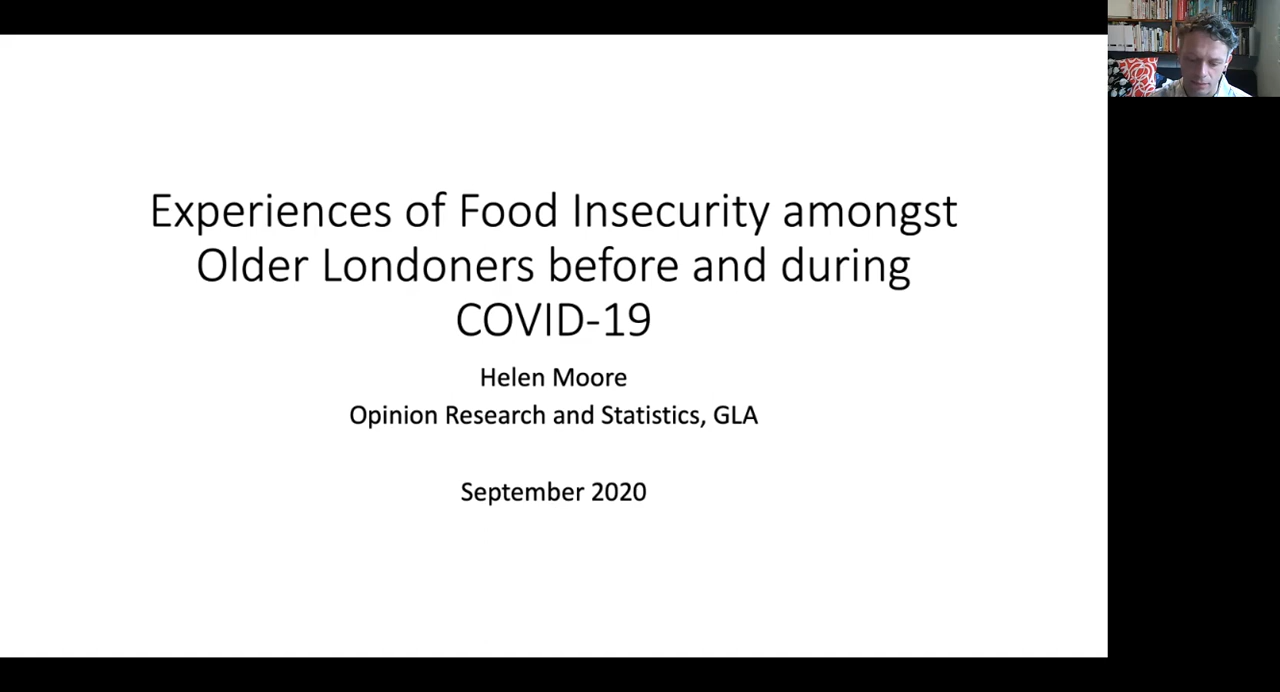 Experiences of Food Insecurity amongst
Older Londoners before and during
COVID-19
Helen Moore
Opinion Research and Statistics, GLA
September 2020